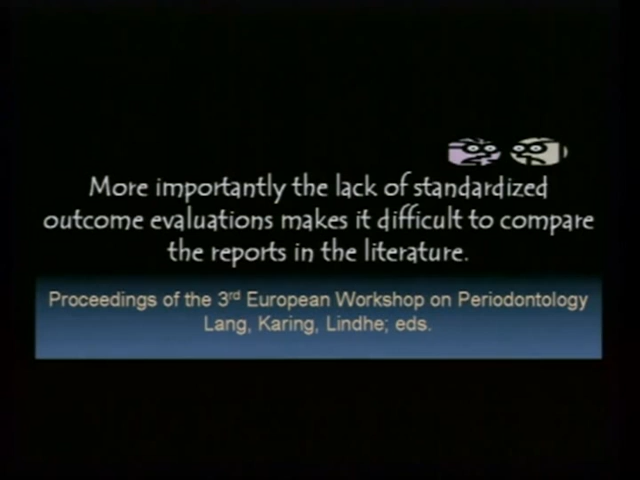 More importantly the lack of standardized
outcome evaluations makes it difficult to compare
the reports in the literature.
Proceedings of the 3rd European Workshop on Periodontology
Lang, Karing, Lindhe; eds.